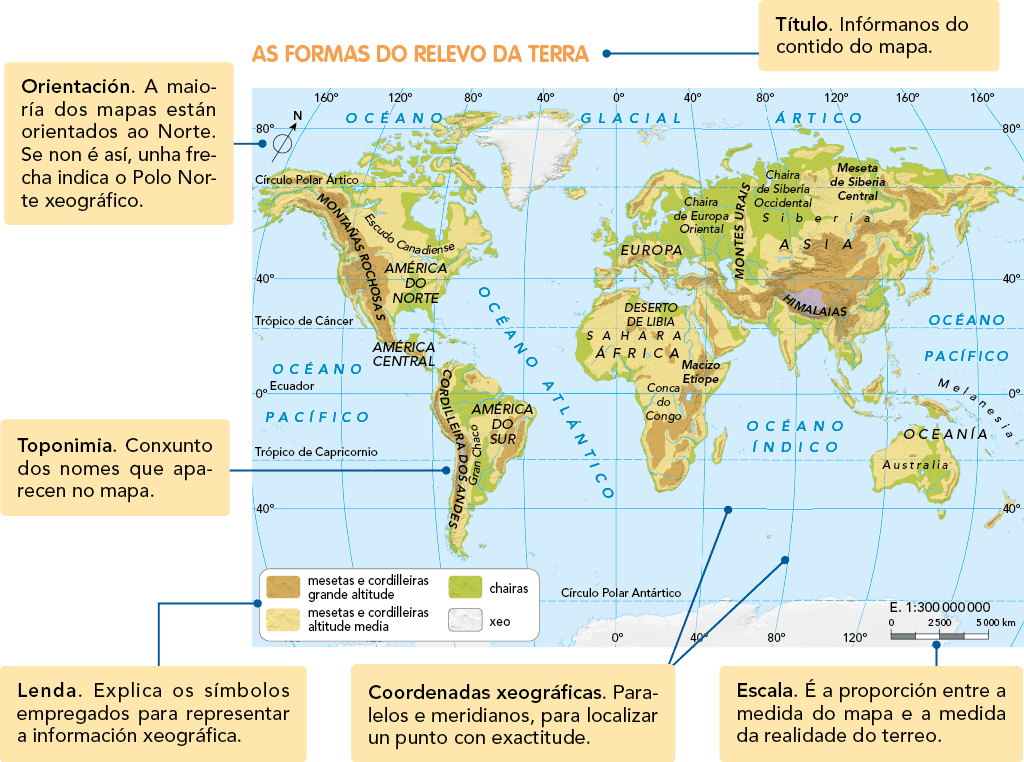 Título. Infórmanos do
contido do mapa.
AS FORMAS DO RELEVO DA TERRA
Orientación. A maio-
ría dos mapas están
orientados ao Norte.
Se non é así, unha fre-
cha indica o Polo Nor-
te xeográfico.
160° 120° 80° 40° 0° 40° 80° 120° 160°
OCÉANO GLACIAL ÁRTICO
N
80° 80°
Círculo Polar Ártico
MONTAÑAS ROCHOSAS
Escudo Canadiense
AMÉRICA
DO
NORTE
Chaira
de Europa
Oriental
MONTES URAIS
Chaira
de Siberia
Occidental
Meseta
de Siberia
Central
Siberia
EUROPA
ASIA
40° 40°
HIMALAIAS
Trópico de Cáncer
AMÉRICA
CENTRAL
OCÉANO ATLÁNTICO
DESERTO
DE LIBIA
SAHARA
ÁFRICA
Macizo
Etíope
Conca
do
Congo
OCÉANO
PACÍFICO
OCÉANO
PACÍFICO
Ecuador
0° 0°
Melanesia
CORDILLEIRA DOS ANDES
AMÉRICA
DO
SUR
Gran Chaco
OCÉANO
ÍNDICO
OCEANÍA
Australia
Trópico de Capricornio
40° 40°
Toponimia. Conxunto
dos nomes que apa-
recen no mapa.
mesetas e cordilleiras
grande altitude
mesetas e cordilleiras
altitude media
chairas
xeo
Círculo Polar Antártico
0° 40° 80° 120°
E. 1:300 000 000
0 2 500 5 000 km
Lenda. Explica os símbolos
empregados para representar
a información xeográfica.
Coordenadas xeográficas. Para-
lelos e meridianos, para localizar
un punto con exactitude.
Escala. É a proporción entre a
medida do mapa e a medida
da realidade do terreo.